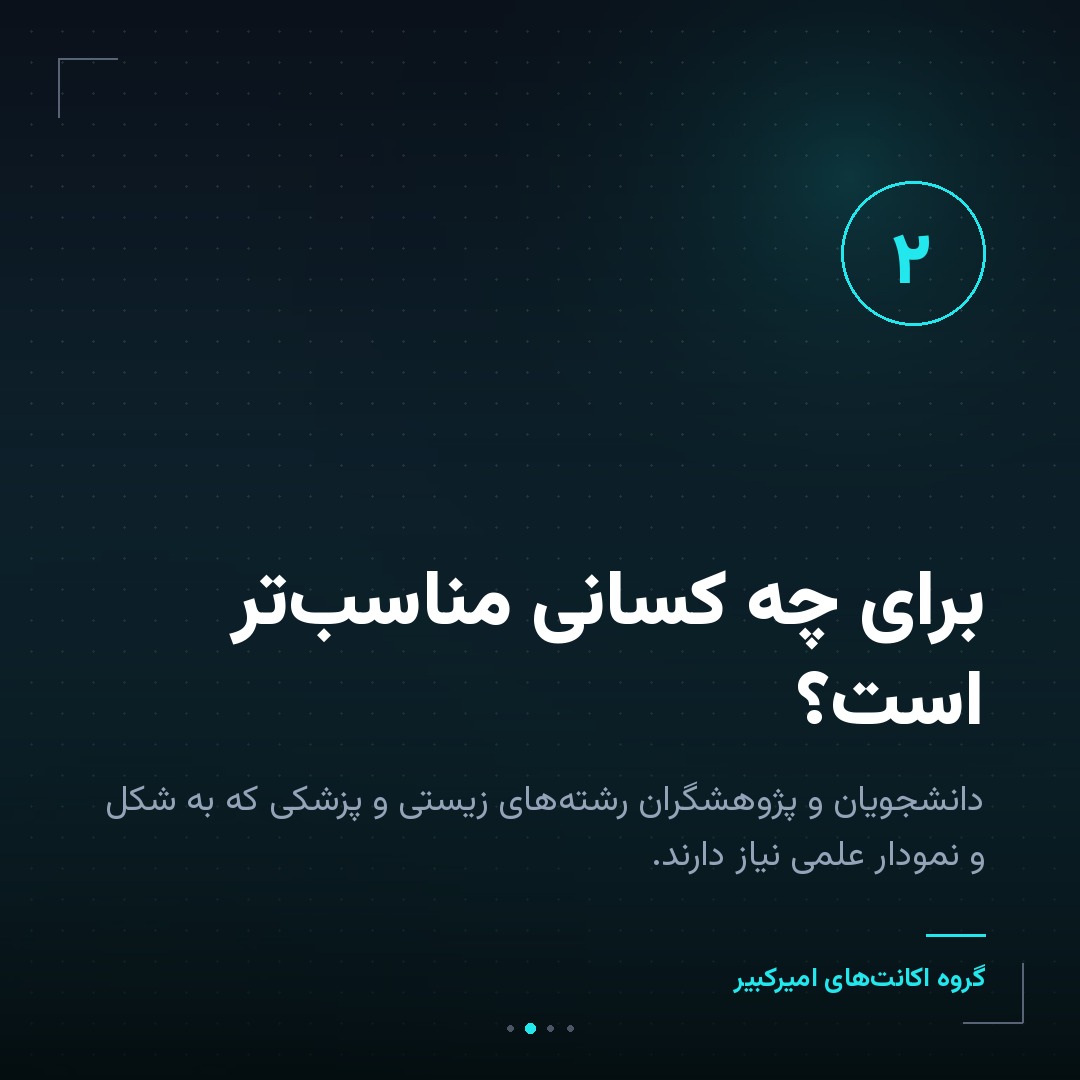 ۲
برای چه کسانی مناسب‌تر
است؟
دانشجویان و پژوهشگران رشته‌های زیستی و پزشکی که به شکل
و نمودار علمی نیاز دارند.
گروه اکانت‌های امیرکبیر